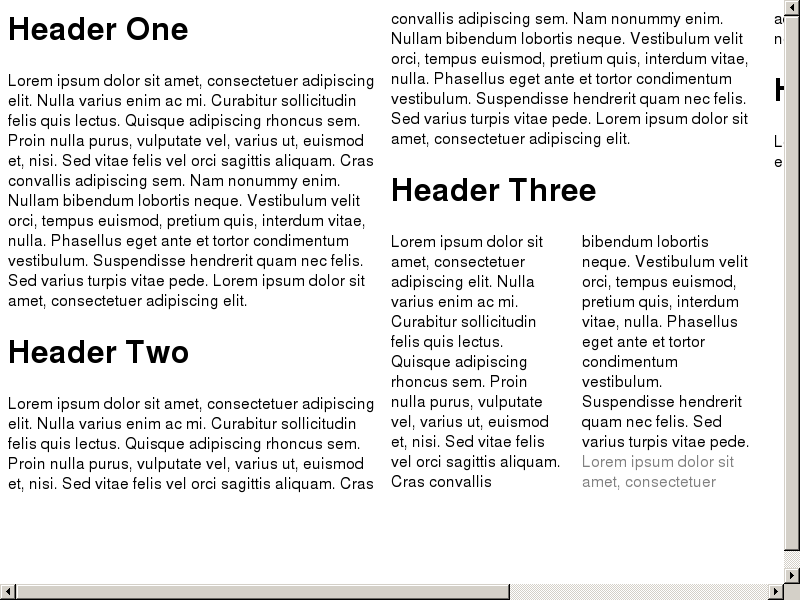 Header One
Lorem ipsum dolor sit amet, consectetuer adipiscing
elit. Nulla varius enim ac mi. Curabitur sollicitudin
felis quis lectus. Quisque adipiscing rhoncus sem.
Proin nulla purus, vulputate vel, varius ut, euismod
et, nisi. Sed vitae felis vel orci sagittis aliquam. Cras
convallis adipiscing sem. Nam nonummy enim.
Nullam bibendum lobortis neque. Vestibulum velit
orci, tempus euismod, pretium quis, interdum vitae,
nulla. Phasellus eget ante et tortor condimentum
vestibulum. Suspendisse hendrerit quam nec felis.
Sed varius turpis vitae pede. Lorem ipsum dolor sit
amet, consectetuer adipiscing elit.
Header Two
Lorem ipsum dolor sit amet, consectetuer adipiscing
elit. Nulla varius enim ac mi. Curabitur sollicitudin
felis quis lectus. Quisque adipiscing rhoncus sem.
Proin nulla purus, vulputate vel, varius ut, euismod
et, nisi. Sed vitae felis vel orci sagittis aliquam. Cras
convallis adipiscing sem. Nam nonummy enim.
Nullam bibendum lobortis neque. Vestibulum velit
orci, tempus euismod, pretium quis, interdum vitae,
nulla. Phasellus eget ante et tortor condimentum
vestibulum. Suspendisse hendrerit quam nec felis.
Sed varius turpis vitae pede. Lorem ipsum dolor sit
amet, consectetuer adipiscing elit.
Header Three
Lorem ipsum dolor sit
amet, consectetuer
adipiscing elit. Nulla
varius enim ac mi.
Curabitur sollicitudin
felis quis lectus.
Quisque adipiscing
rhoncus sem. Proin
nulla purus, vulputate
vel, varius ut, euismod
et, nisi. Sed vitae felis
vel orci sagittis aliquam.
Cras convallis
bibendum lobortis
neque. Vestibulum velit
orci, tempus euismod,
pretium quis, interdum
vitae, nulla. Phasellus
eget ante et tortor
condimentum
vestibulum.
Suspendisse hendrerit
quam nec felis. Sed
varius turpis vitae pede.
Lorem ipsum dolor sit
amet, consectetuer